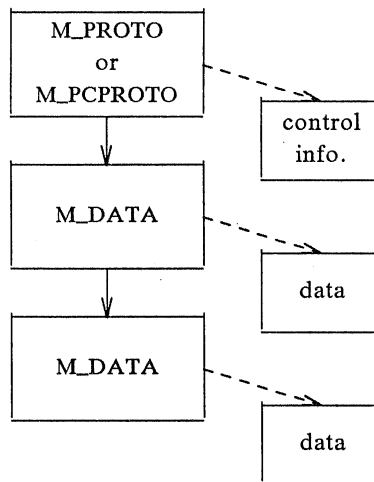 M_PROTO
or
M_PCPROTO
control
info.
M_DATA
data
M_DATA
data